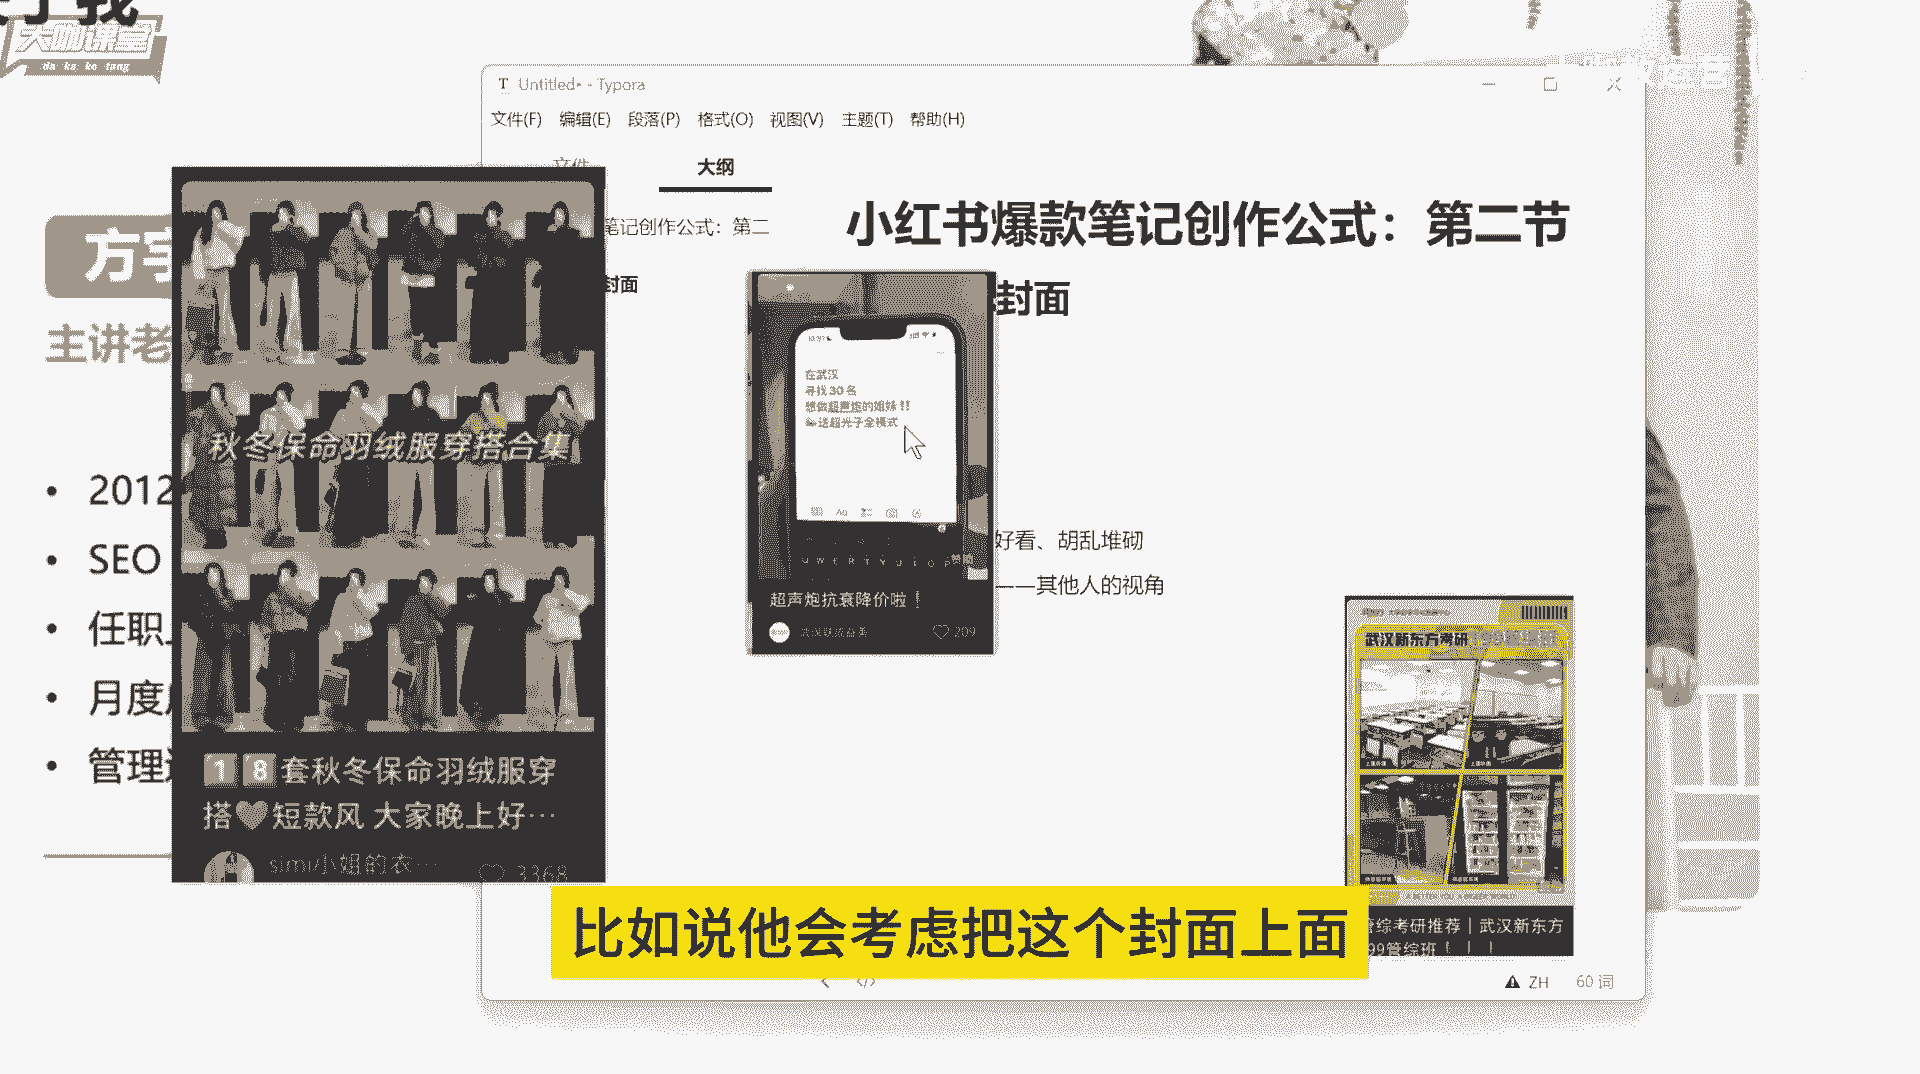 大咖课堂
da ka ke tang
Untitled• - Typora
文件(F) 编辑(E) 段落(P) 格式(O) 视图(V) 主题(T) 帮助(H)
文件
大纲
笔记创作公式：第二
封面
小红书爆款笔记创作公式：第二节
封面
好看、胡乱堆砌
——其他人的视角
方
主讲老
2012
SEO
任职
月度
管理
秋冬保命羽绒服穿搭合集
18套秋冬保命羽绒服穿
搭♥短款风 大家晚上好…
simi小姐的衣…
3368
在武汉
寻找 30 名
想做超声炮的姐妹 !!
送超光子全模式
Q W E R T Y U I O P
赞助
超声炮抗衰降价啦！
209
武汉新东方考研
管综考研推荐｜武汉新东方
99管综班！！！
比如说他会考虑把这个封面上面
ZH
60 词